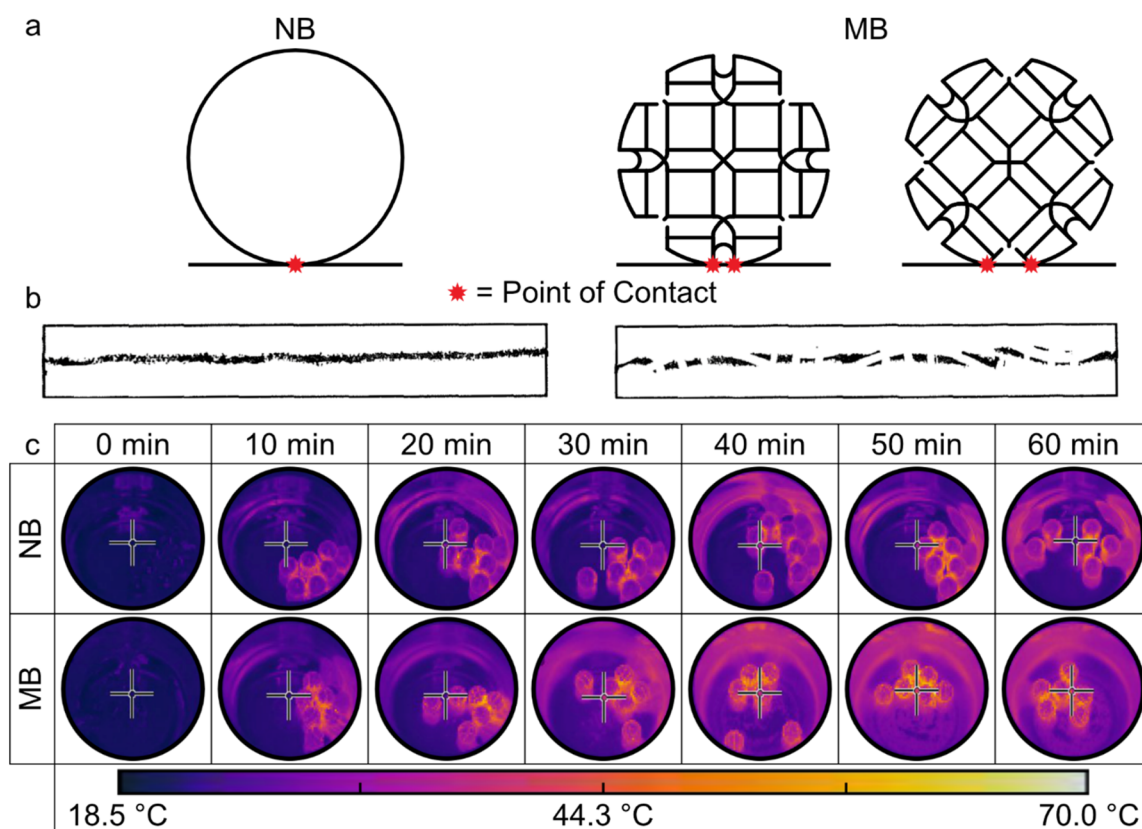 a
NB
MB
= Point of Contact
b
c
0 min
10 min
20 min
30 min
40 min
50 min
60 min
NB
MB
18.5 °C
44.3 °C
70.0 °C